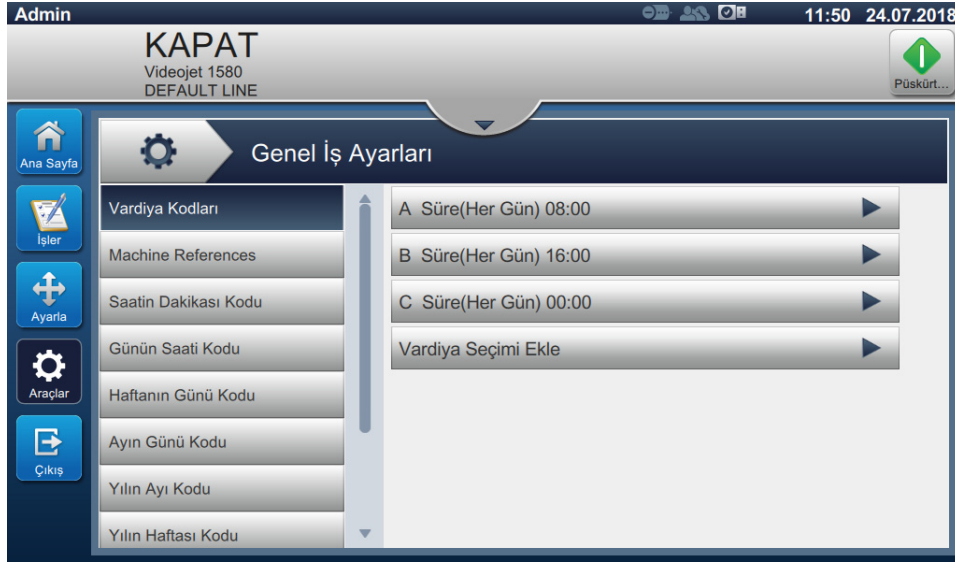 Admin
11:50 24.07.2018
KAPAT
Videojet 1580
DEFAULT LINE
Püskürt...
Ana Sayfa
İşler
Ayarla
Araçlar
Çıkış
Genel İş Ayarları
Vardiya Kodları
Machine References
Saatin Dakikası Kodu
Günün Saati Kodu
Haftanın Günü Kodu
Ayın Günü Kodu
Yılın Ayı Kodu
Yılın Haftası Kodu
A Süre(Her Gün) 08:00
B Süre(Her Gün) 16:00
C Süre(Her Gün) 00:00
Vardiya Seçimi Ekle